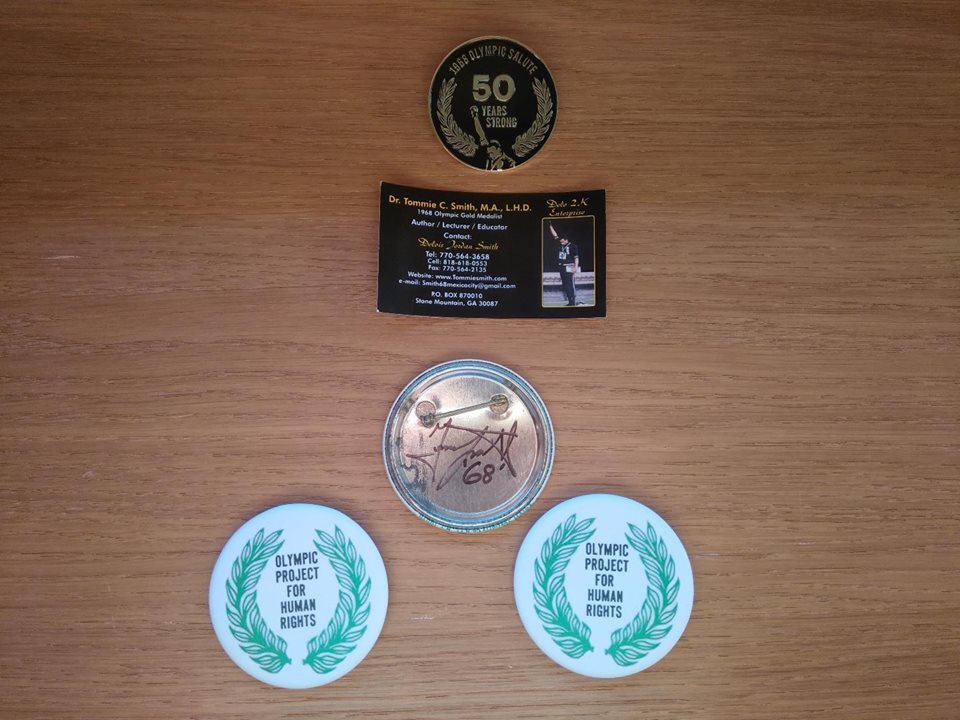 1968 OLYMPIC SALUTE
50
YEARS
STRONG
Dr. Tommie C. Smith, M.A., L.H.D.
1968 Olympic Gold Medalist
Author / Lecturer / Educator
Contact:
Delois Jordan Smith
Tel: 770-564-3658
Cell: 818-618-0553
Fax: 770-564-2135
Website: www.Tommiesmith.com
e-mail: Smith68mexicocity@gmail.com
P.O. BOX 870010
Stone Mountain, GA 30087
Delo 2K
Enterprise
'68
OLYMPIC
PROJECT
FOR
HUMAN
RIGHTS
OLYMPIC
PROJECT
FOR
HUMAN
RIGHTS